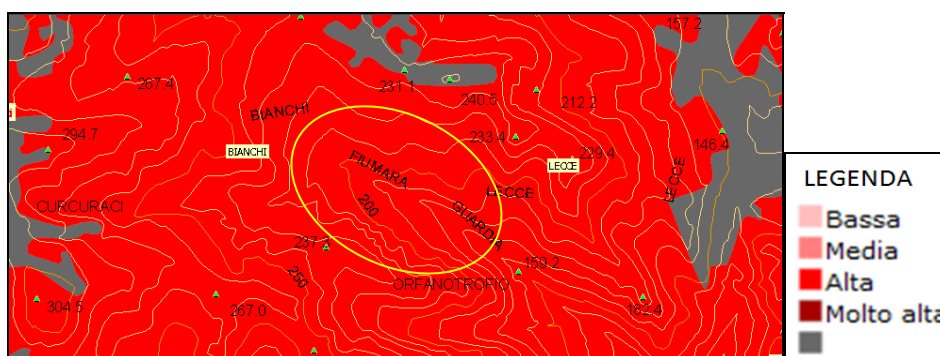 157.2
267.4
231.1
240.5
212.2
BIANCHI
233.4
146.4
294.7
BIANCHI
FIUMARA
229.4
LECCE
LECCE
LECCE
CURCURACI
200
GUARDIA
237.3
250
159.2
ORFANOTROFIO
304.5
267.0
182.4
LEGENDA
Bassa
Media
Alta
Molto alta